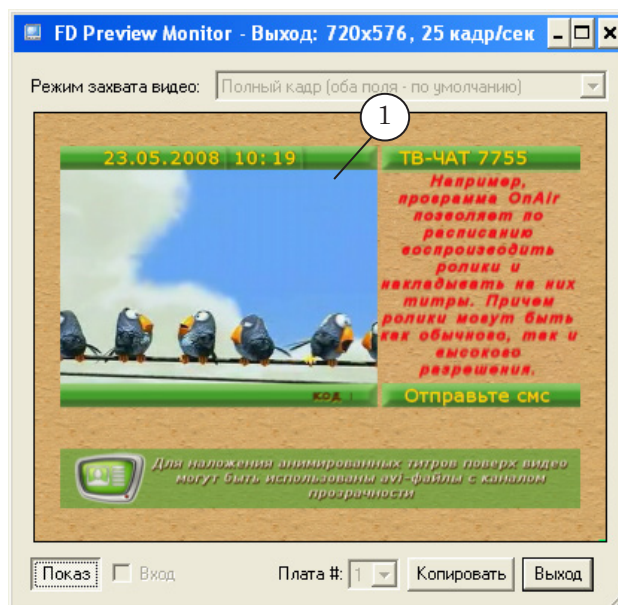 FD Preview Monitor - Выход: 720x576, 25 кадр/сек
Режим захвата видео: Полный кадр (оба поля - по умолчанию)
1
23.05.2008 10:19
ТВ-ЧАТ 7755
Например,
программа OnAir
позволяет по
расписанию
воспроизводить
ролики и
накладывать на них
титры. Причем
ролики могут быть
как обычного, так и
высокого
разрешения.
код
Отправьте смс
Для наложения анимированных титров поверх видео
могут быть использованы avi-файлы с каналом
прозрачности
Показ Вход Плата #: 1 Копировать Выход